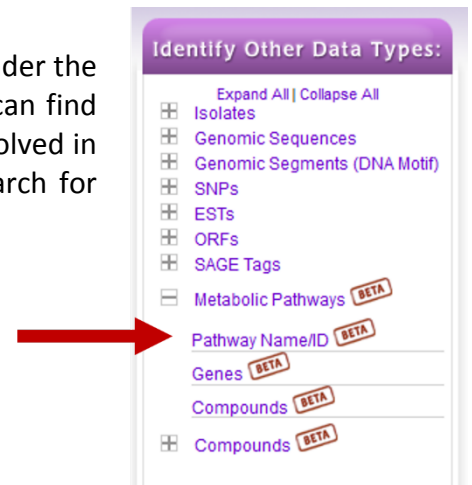 der the
can find
olved in
arch for
Identify Other Data Types:
Expand All | Collapse All
Isolates
Genomic Sequences
Genomic Segments (DNA Motif)
SNPs
ESTs
ORFs
SAGE Tags
Metabolic Pathways BETA
Pathway Name/ID BETA
Genes BETA
Compounds BETA
Compounds BETA